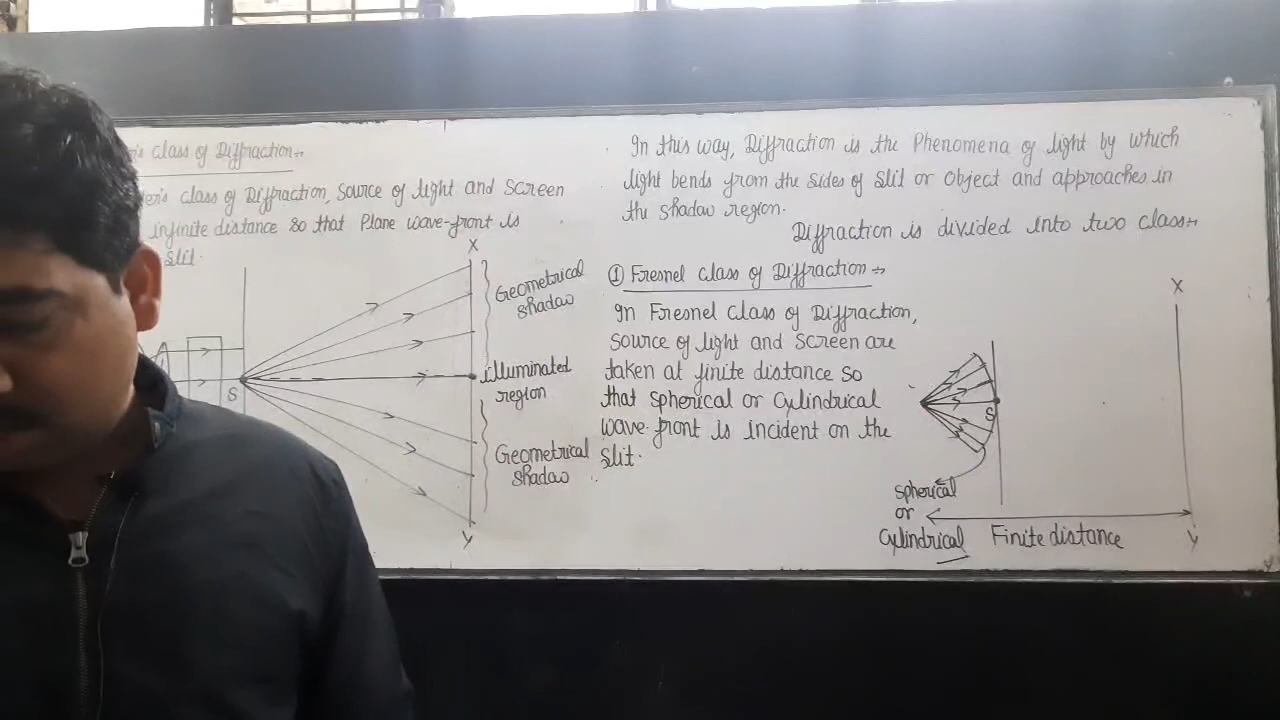 class of Diffraction:-
class of Diffraction, Source of light and Screen
infinite distance so that Plane wave-front is
slit.
X
Geometrical
shadow
illuminated
region
S
Geometrical
shadow
Y
In this way, Diffraction is the Phenomena of light by which
light bends from the sides of slit or object and approaches in
the shadow region.
Diffraction is divided into two class:-
① Fresnel Class of Diffraction:-
In Fresnel Class of Diffraction,
Source of light and Screen are
taken at finite distance so
that spherical or Cylindrical
wave-front is incident on the
slit.
X
S
Spherical
or
Cylindrical
Finite distance
Y